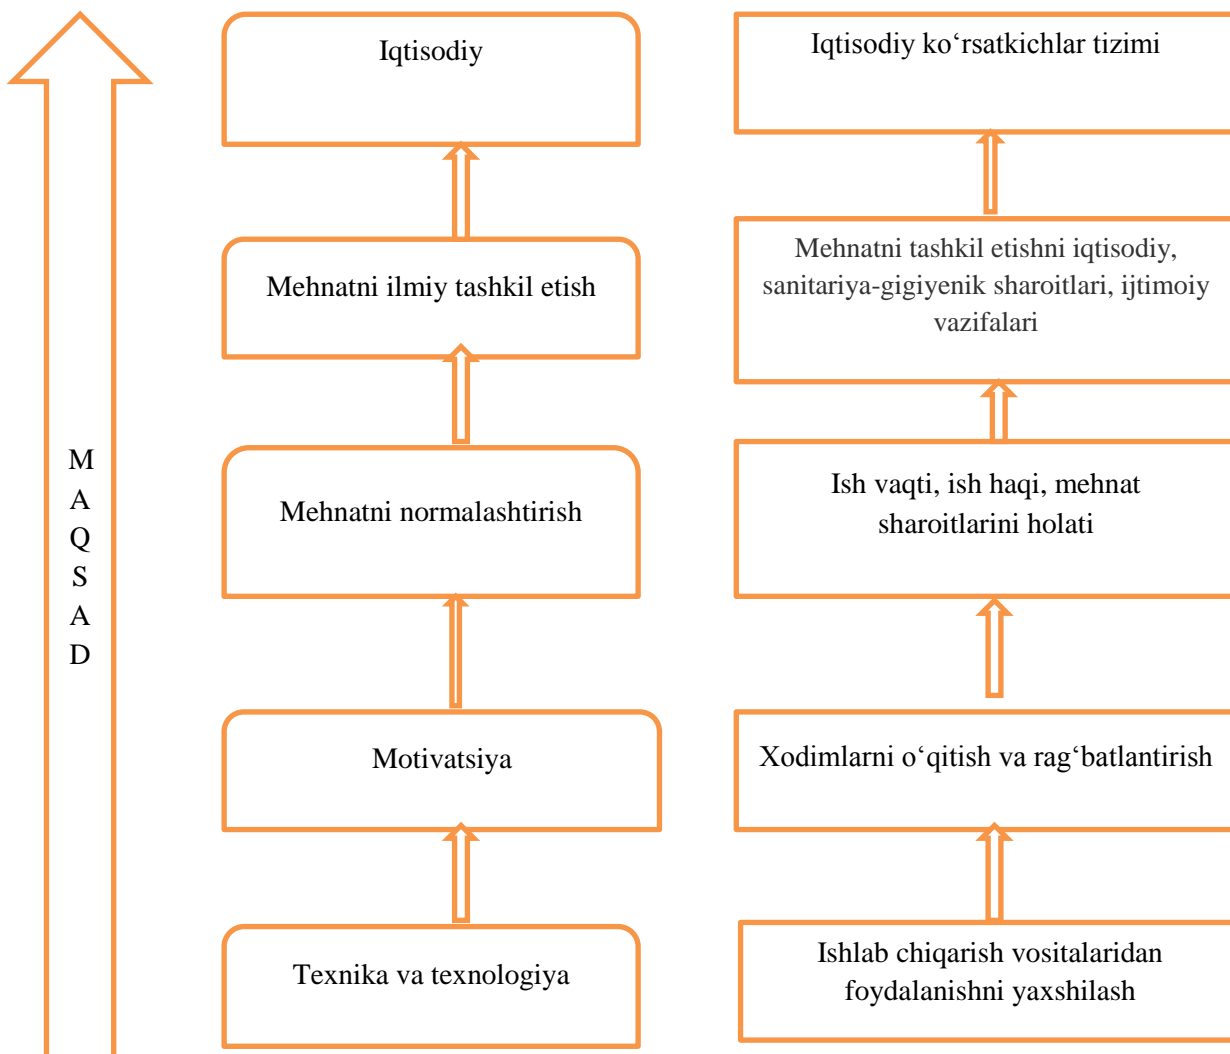 Iqtisodiy
Iqtisodiy ko‘rsatkichlar tizimi
Mehnatni ilmiy tashkil etish
Mehnatni tashkil etishni iqtisodiy,
sanitariya-gigiyenik sharoitlari, ijtimoiy
vazifalari
M
A
Q
S
A
D
Mehnatni normalashtirish
Ish vaqti, ish haqi, mehnat
sharoitlarini holati
Motivatsiya
Xodimlarni o‘qitish va rag‘batlantirish
Texnika va texnologiya
Ishlab chiqarish vositalaridan
foydalanishni yaxshilash